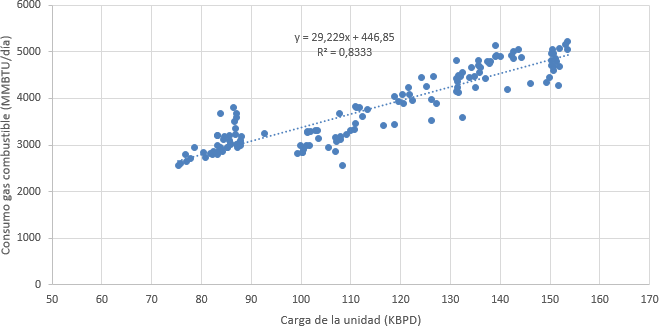 y = 29,229x + 446,85
R² = 0,8333
6000
5000
4000
3000
2000
1000
0
50 60 70 80 90 100 110 120 130 140 150 160 170
Consumo gas combustible (MMBTU/día)
Carga de la unidad (KBPD)